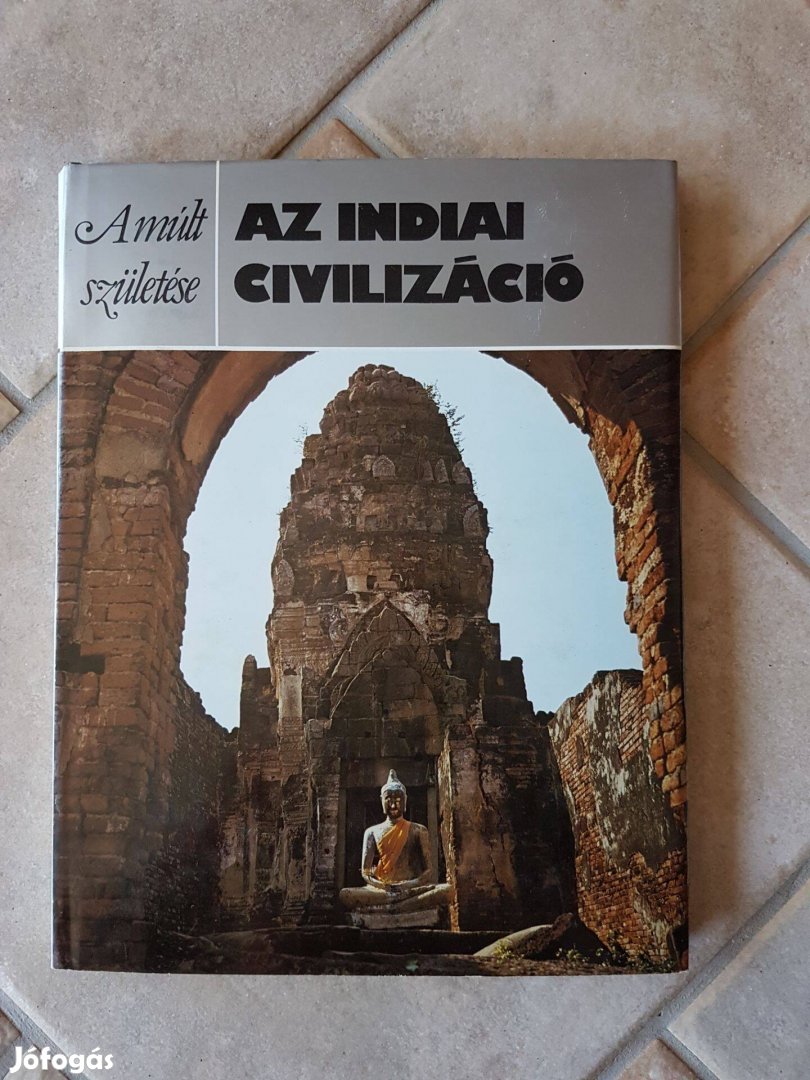 A múlt
születése
AZ INDIAI
CIVILIZÁCIÓ
Jófogás